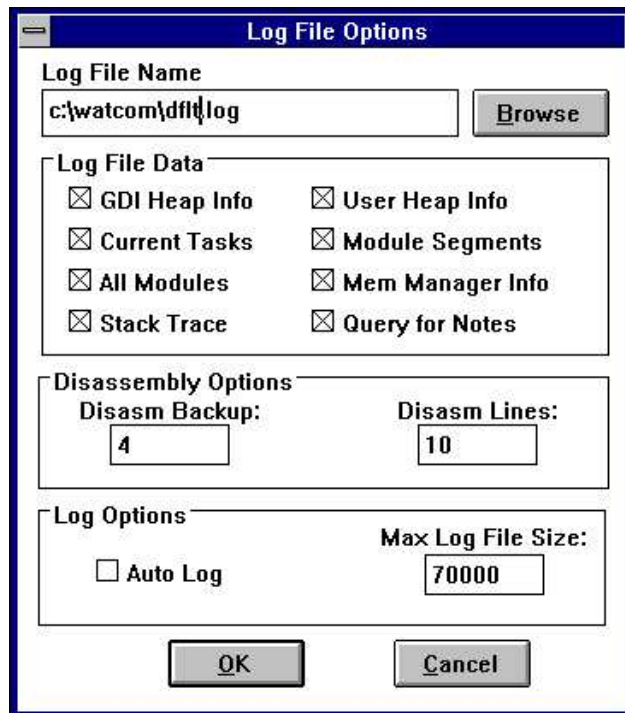 Log File Options
Log File Name
c:\watcom\dflt.log
Browse
Log File Data
GDI Heap Info
User Heap Info
Current Tasks
Module Segments
All Modules
Mem Manager Info
Stack Trace
Query for Notes
Disassembly Options
Disasm Backup:
Disasm Lines:
4
10
Log Options
Max Log File Size:
Auto Log
70000
OK
Cancel